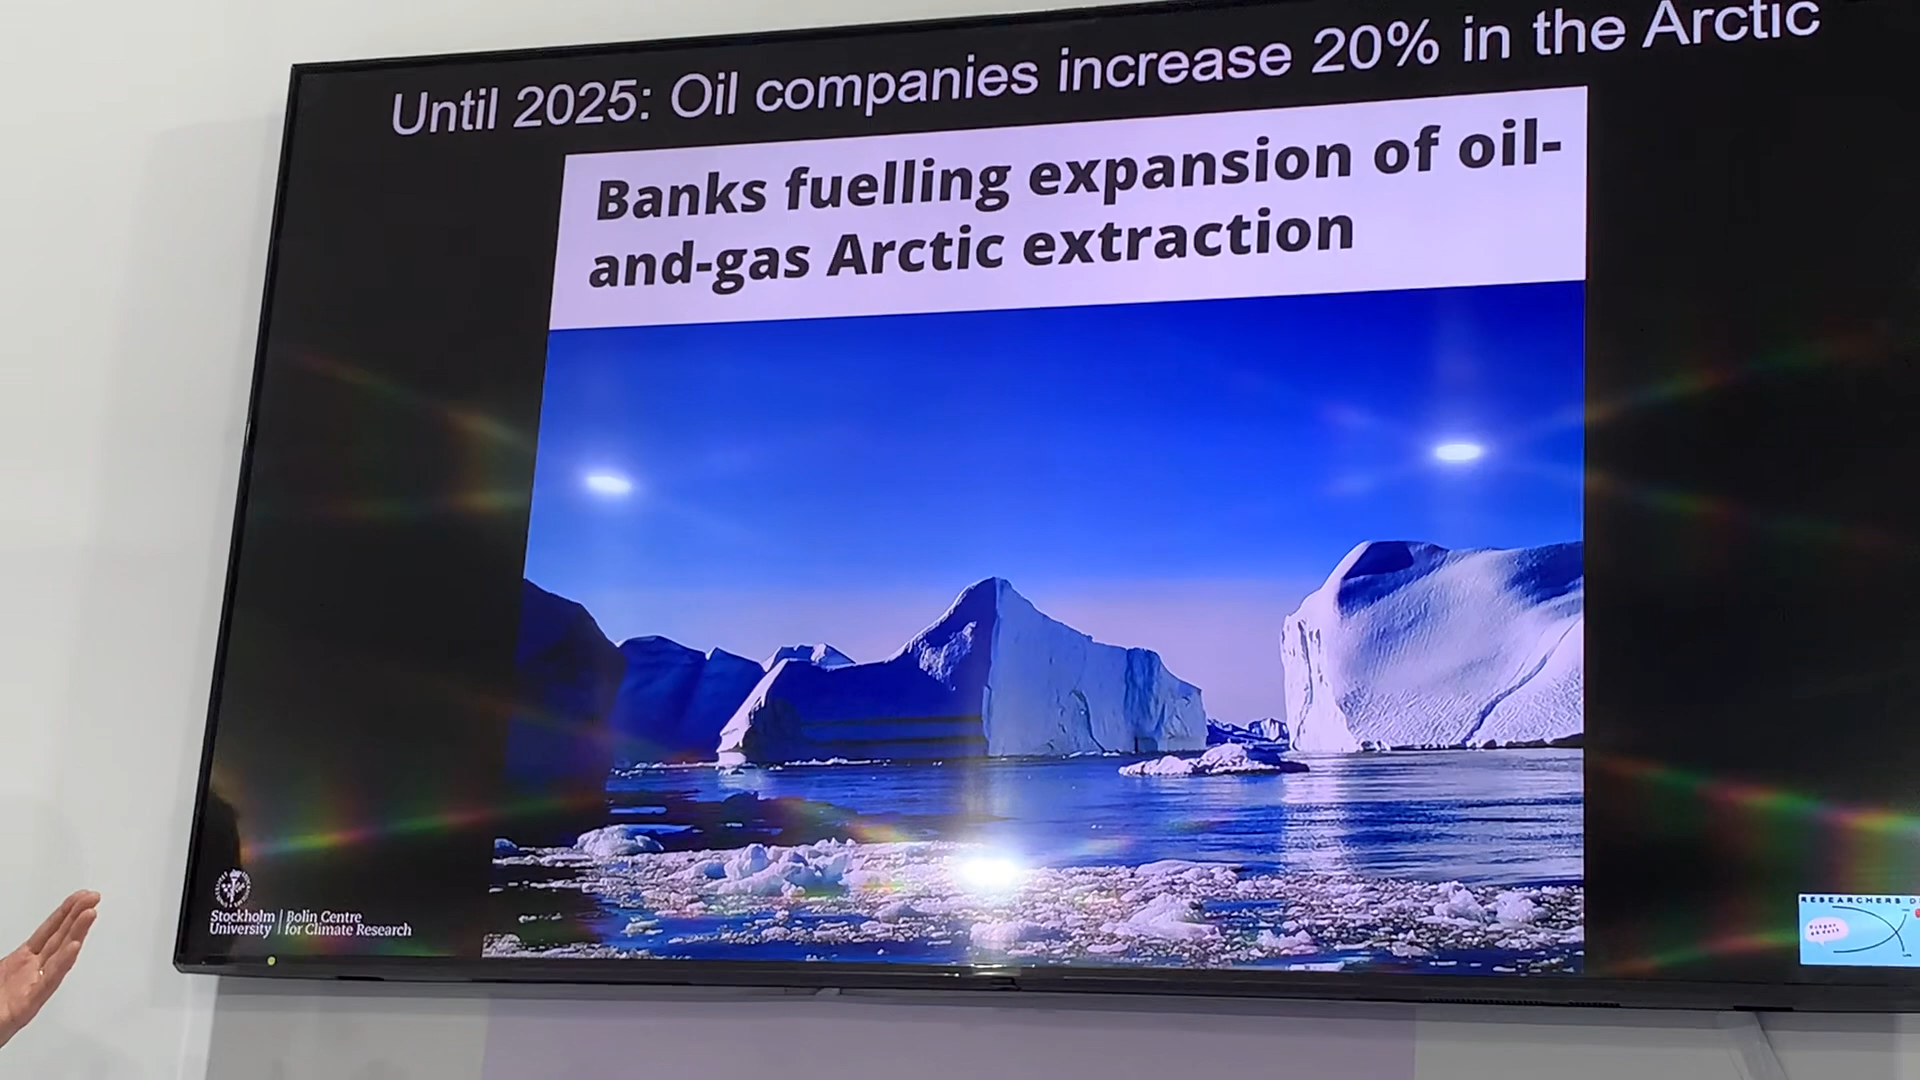 Until 2025: Oil companies increase 20% in the Arctic
Banks fuelling expansion of oil-
and-gas Arctic extraction
Stockholm
University
Bolin Centre
for Climate Research
RESEARCHERS